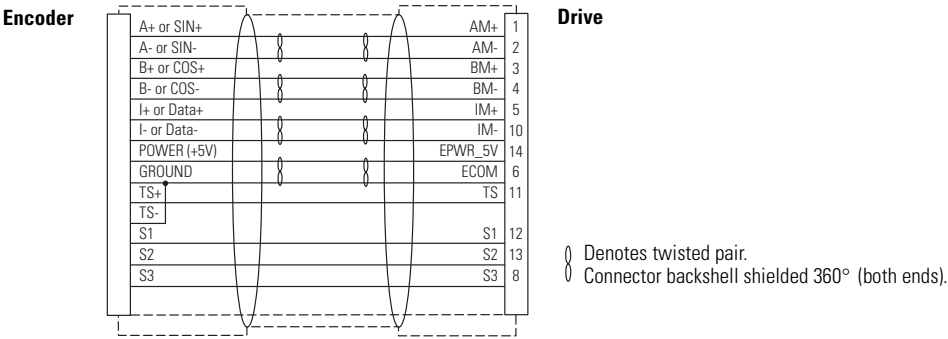 Encoder
Drive
A+ or SIN+ AM+ 1
A- or SIN- AM- 2
B+ or COS+ BM+ 3
B- or COS- BM- 4
I+ or Data+ IM+ 5
I- or Data- IM- 10
POWER (+5V) EPWR_5V 14
GROUND ECOM 6
TS+ TS 11
TS-
S1 S1 12
S2 S2 13
S3 S3 8
Denotes twisted pair.
Connector backshell shielded 360° (both ends).